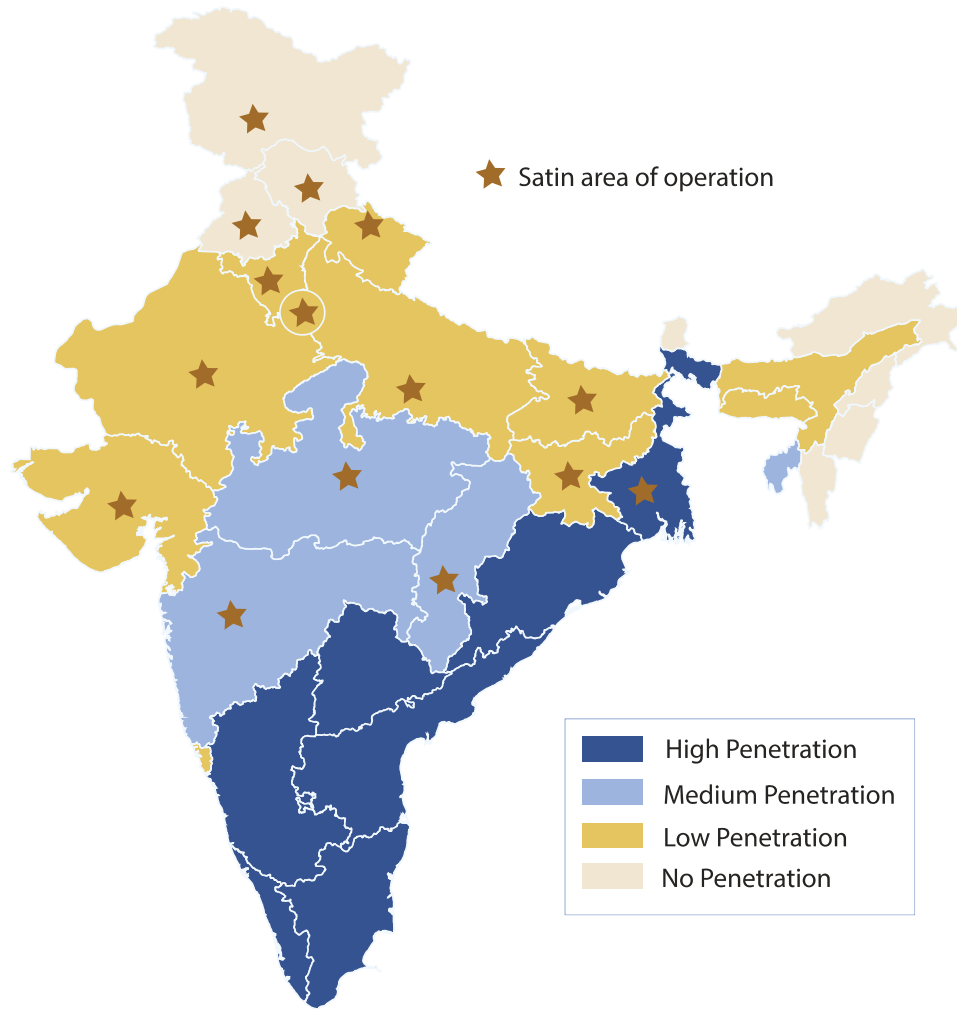 Satin area of operation
High Penetration
Medium Penetration
Low Penetration
No Penetration